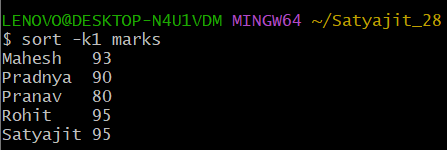 LENOVO@DESKTOP-N4U1VDM MINGW64 ~/Satyajit_28
$ sort -k1 marks
Mahesh   93
Pradnya  90
Pranav   80
Rohit    95
Satyajit 95